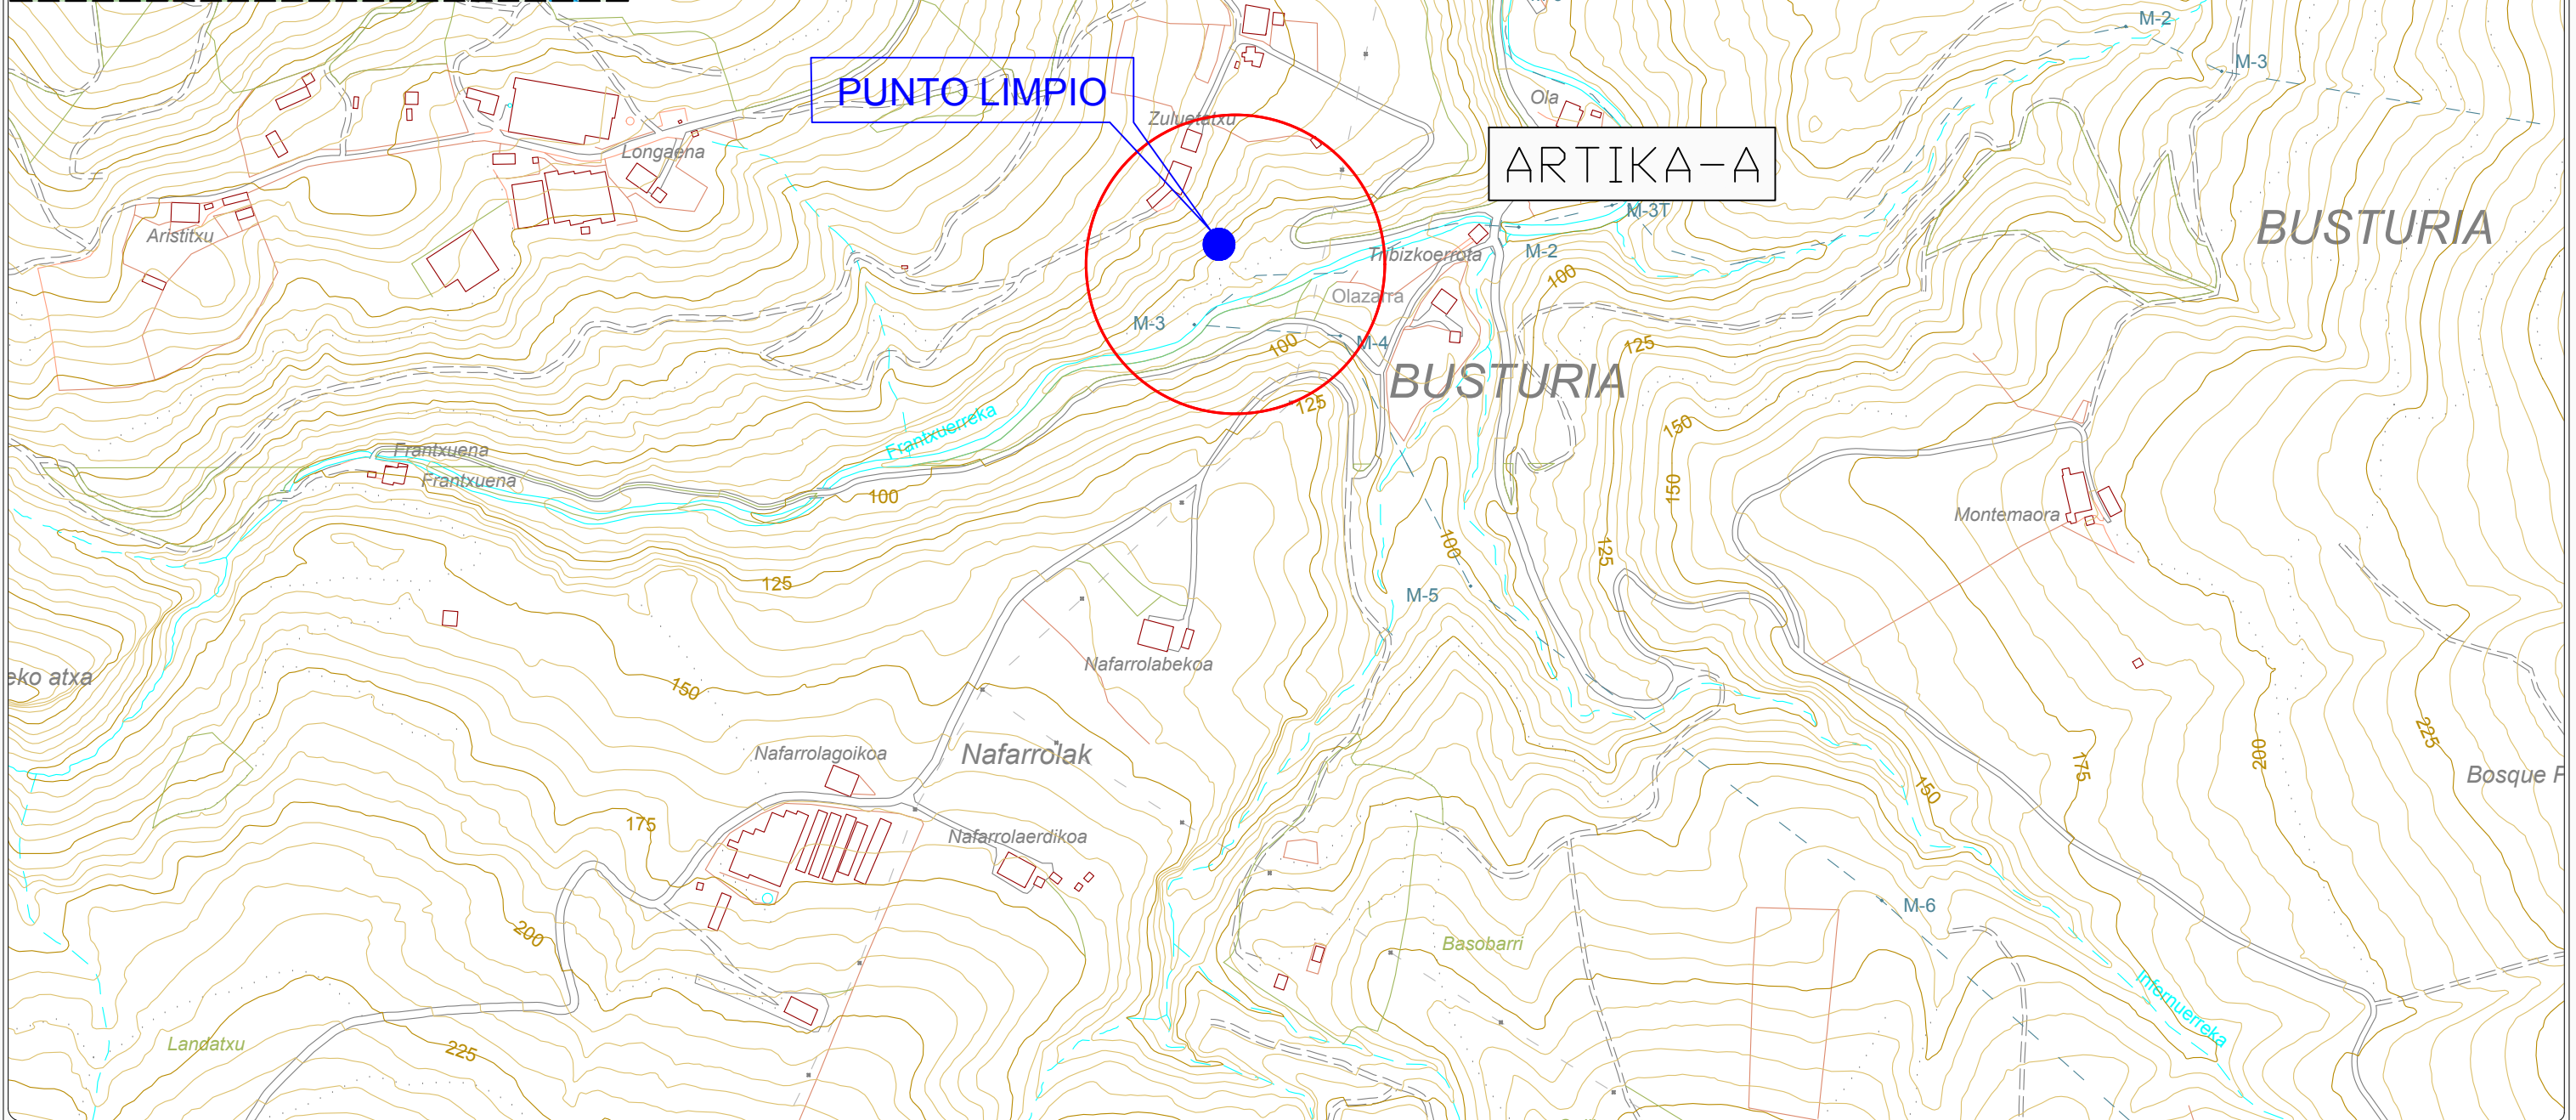 M-2
M-3
PUNTO LIMPIO
Ola
Zuluetatxu
Longaena
ARTIKA-A
M-3T
Aristitxu
BUSTURIA
M-2
Tribizkoerrota
100
Olazarra
M-3
M-4
100
125
BUSTURIA
125
Frantxuerreka
150
Frantxuena
Frantxuena
100
150
Montemaora
100
125
125
M-5
Nafarrolabekoa
eko atxa
150
Nafarrolagoikoa
Nafarrolak
225
200
175
Bosque
150
175
Nafarrolaerdikoa
M-6
200
Basobarri
Infernuerreka
Landatxu
225